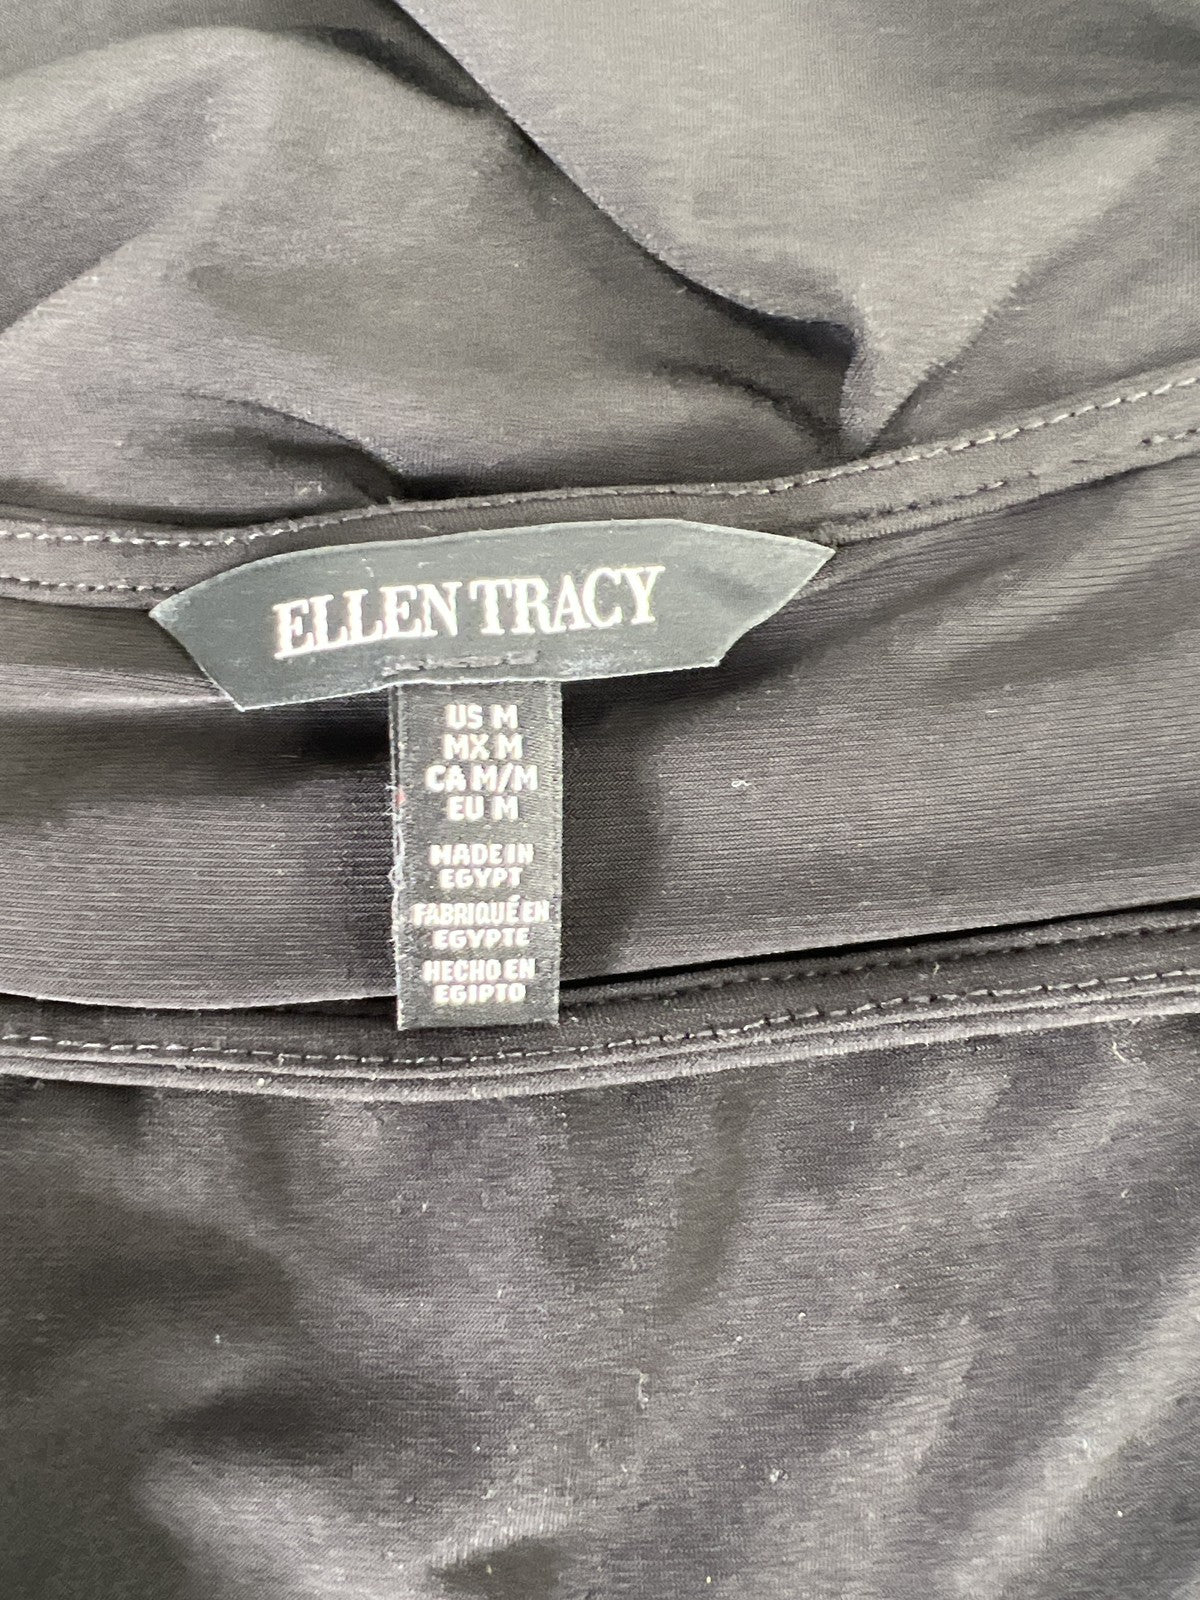 ELLEN TRACY
US M
MX M
CA M/M
EU M
MADE IN
EGYPT
FABRIQUÉ EN
EGYPTE
HECHO EN
EGIPTO